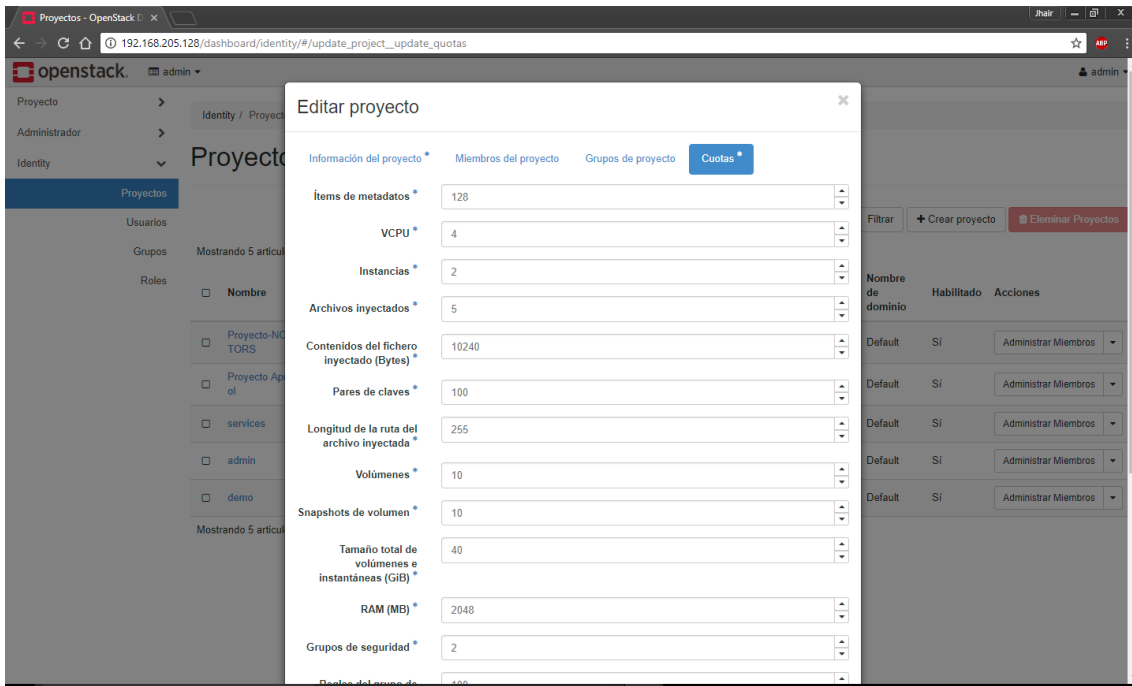 Proyectos - OpenStack D
Jhair
192.168.205.128/dashboard/identity/#/update_project__update_quotas
ABP
openstack.
admin
admin
Proyecto
Administrador
Identity
Proyectos
Usuarios
Grupos
Roles
Identity / Proyect
Proyecto
Filtrar
+ Crear proyecto
Eleminar Proyectos
Mostrando 5 articul
Nombre
Nombre de dominio
Habilitado
Acciones
Proyecto-NO
TORS
Default
Sí
Administrar Miembros
Proyecto Ap
ol
Default
Sí
Administrar Miembros
services
Default
Sí
Administrar Miembros
admin
Default
Sí
Administrar Miembros
demo
Default
Sí
Administrar Miembros
Mostrando 5 articul
Editar proyecto
Información del proyecto *
Miembros del proyecto
Grupos de proyecto
Cuotas *
Ítems de metadatos * 128
VCPU * 4
Instancias * 2
Archivos inyectados * 5
Contenidos del fichero
inyectado (Bytes) * 10240
Pares de claves * 100
Longitud de la ruta del
archivo inyectada * 255
Volúmenes * 10
Snapshots de volumen * 10
Tamaño total de
volúmenes e
instantáneas (GiB) * 40
RAM (MB) * 2048
Grupos de seguridad * 2
Reglas del grupo de 100